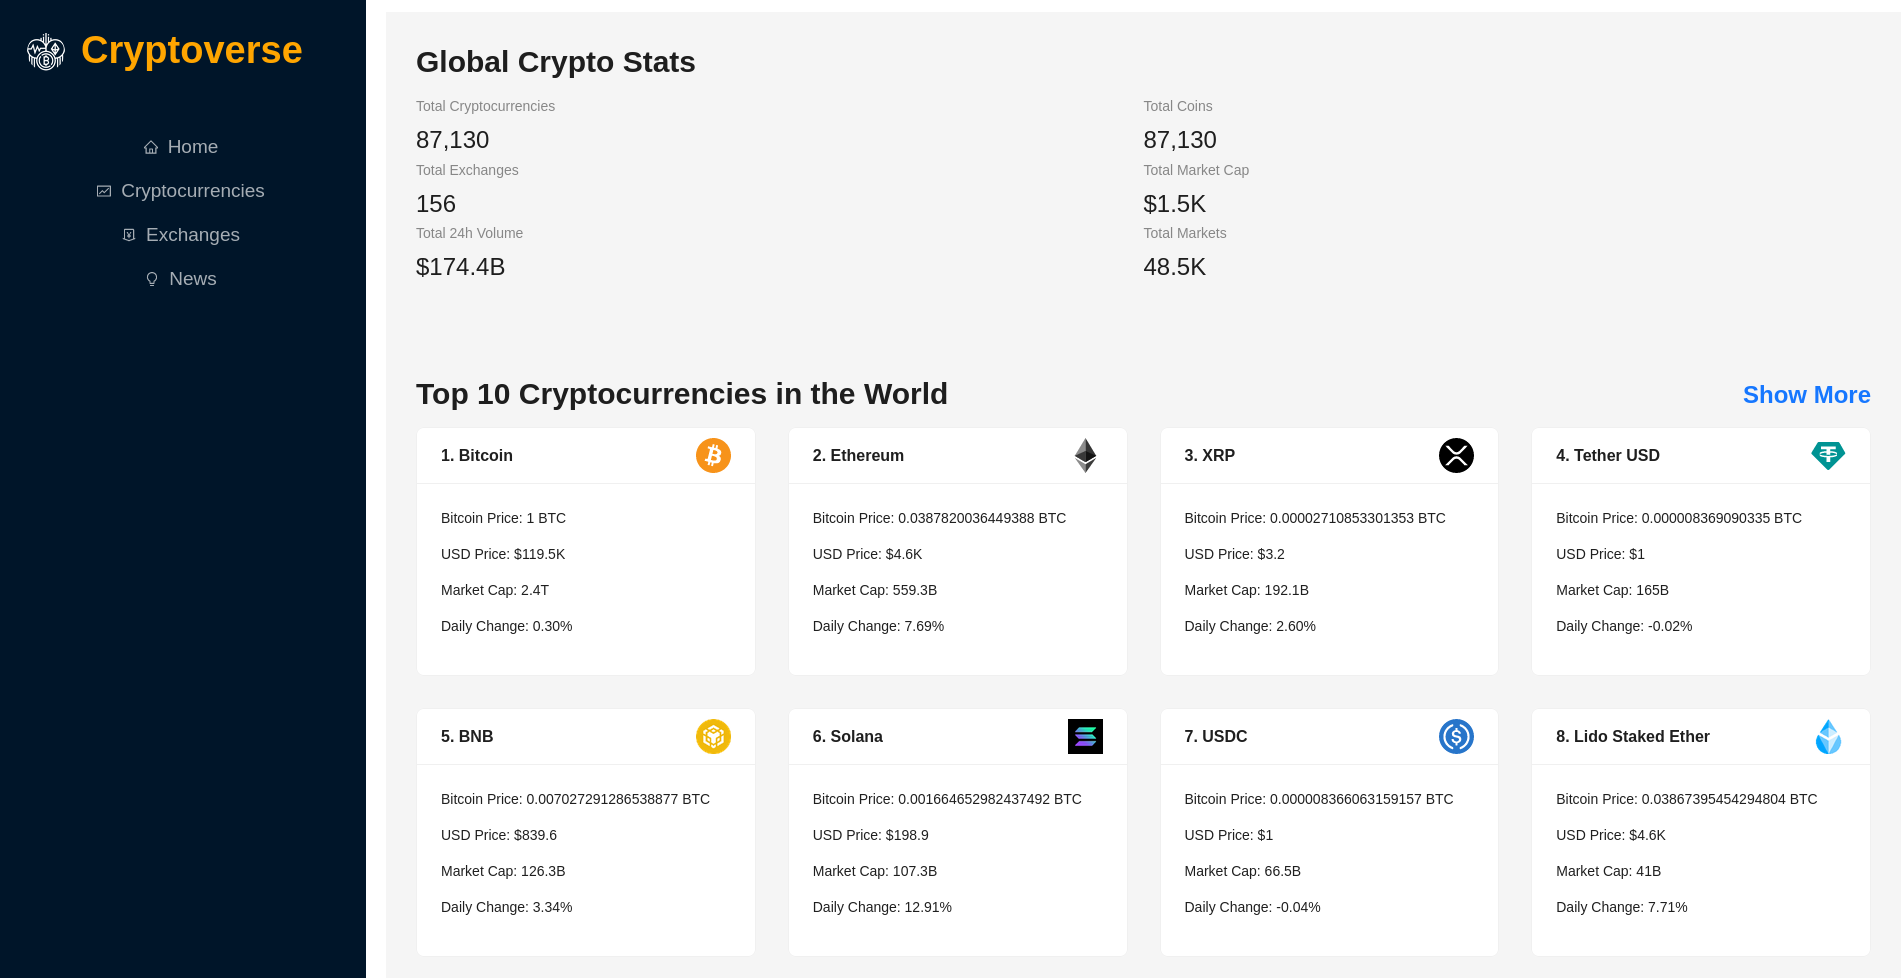 Cryptoverse
Home
Cryptocurrencies
Exchanges
News
Global Crypto Stats
Total Cryptocurrencies
87,130
Total Coins
87,130
Total Exchanges
156
Total Market Cap
$1.5K
Total 24h Volume
$174.4B
Total Markets
48.5K
Top 10 Cryptocurrencies in the World
Show More
1. Bitcoin
Bitcoin Price: 1 BTC
USD Price: $119.5K
Market Cap: 2.4T
Daily Change: 0.30%
2. Ethereum
Bitcoin Price: 0.0387820036449388 BTC
USD Price: $4.6K
Market Cap: 559.3B
Daily Change: 7.69%
3. XRP
Bitcoin Price: 0.00002710853301353 BTC
USD Price: $3.2
Market Cap: 192.1B
Daily Change: 2.60%
4. Tether USD
Bitcoin Price: 0.000008369090335 BTC
USD Price: $1
Market Cap: 165B
Daily Change: -0.02%
5. BNB
Bitcoin Price: 0.007027291286538877 BTC
USD Price: $839.6
Market Cap: 126.3B
Daily Change: 3.34%
6. Solana
Bitcoin Price: 0.001664652982437492 BTC
USD Price: $198.9
Market Cap: 107.3B
Daily Change: 12.91%
7. USDC
Bitcoin Price: 0.000008366063159157 BTC
USD Price: $1
Market Cap: 66.5B
Daily Change: -0.04%
8. Lido Staked Ether
Bitcoin Price: 0.03867395454294804 BTC
USD Price: $4.6K
Market Cap: 41B
Daily Change: 7.71%